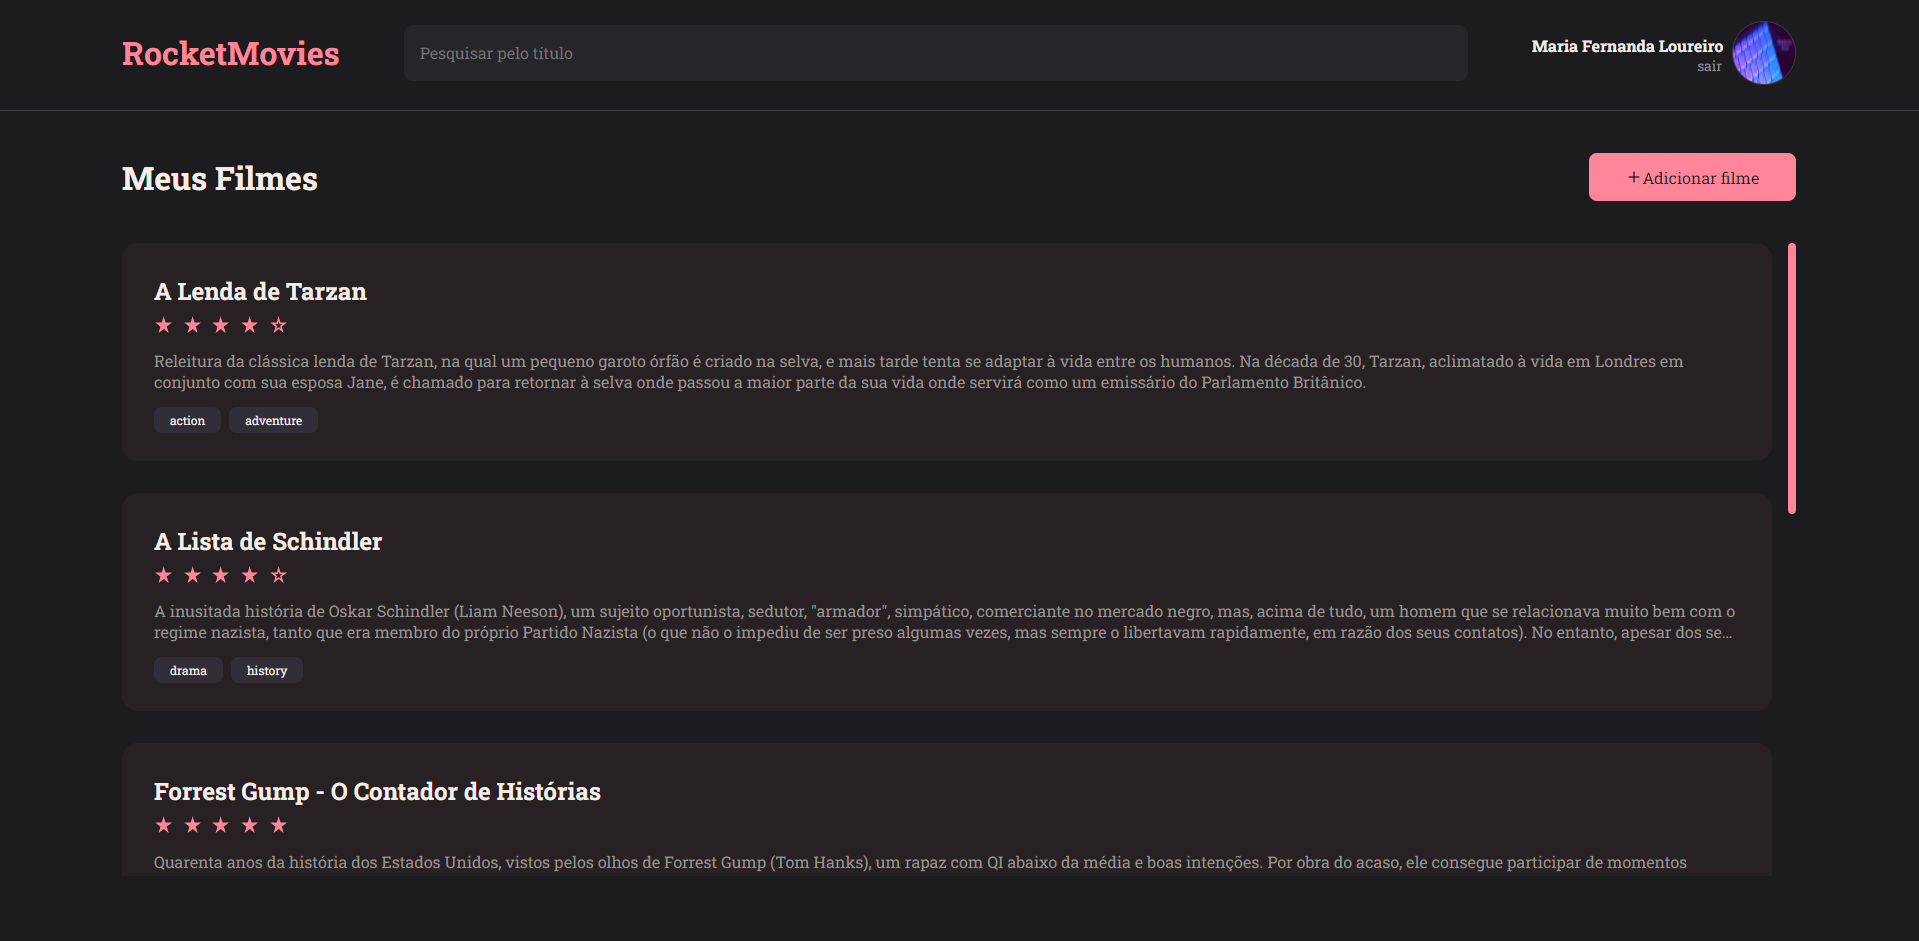 RocketMovies
Pesquisar pelo título
Maria Fernanda Loureiro
sair
Meus Filmes
+ Adicionar filme
A Lenda de Tarzan
★ ★ ★ ★ ☆
Releitura da clássica lenda de Tarzan, na qual um pequeno garoto órfão é criado na selva, e mais tarde tenta se adaptar à vida entre os humanos. Na década de 30, Tarzan, aclimatado à vida em Londres em
conjunto com sua esposa Jane, é chamado para retornar à selva onde passou a maior parte da sua vida onde servirá como um emissário do Parlamento Britânico.
action adventure
A Lista de Schindler
★ ★ ★ ★ ☆
A inusitada história de Oskar Schindler (Liam Neeson), um sujeito oportunista, sedutor, "armador", simpático, comerciante no mercado negro, mas, acima de tudo, um homem que se relacionava muito bem com o
regime nazista, tanto que era membro do próprio Partido Nazista (o que não o impediu de ser preso algumas vezes, mas sempre o libertavam rapidamente, em razão dos seus contatos). No entanto, apesar dos se...
drama history
Forrest Gump - O Contador de Histórias
★ ★ ★ ★ ★
Quarenta anos da história dos Estados Unidos, vistos pelos olhos de Forrest Gump (Tom Hanks), um rapaz com QI abaixo da média e boas intenções. Por obra do acaso, ele consegue participar de momentos